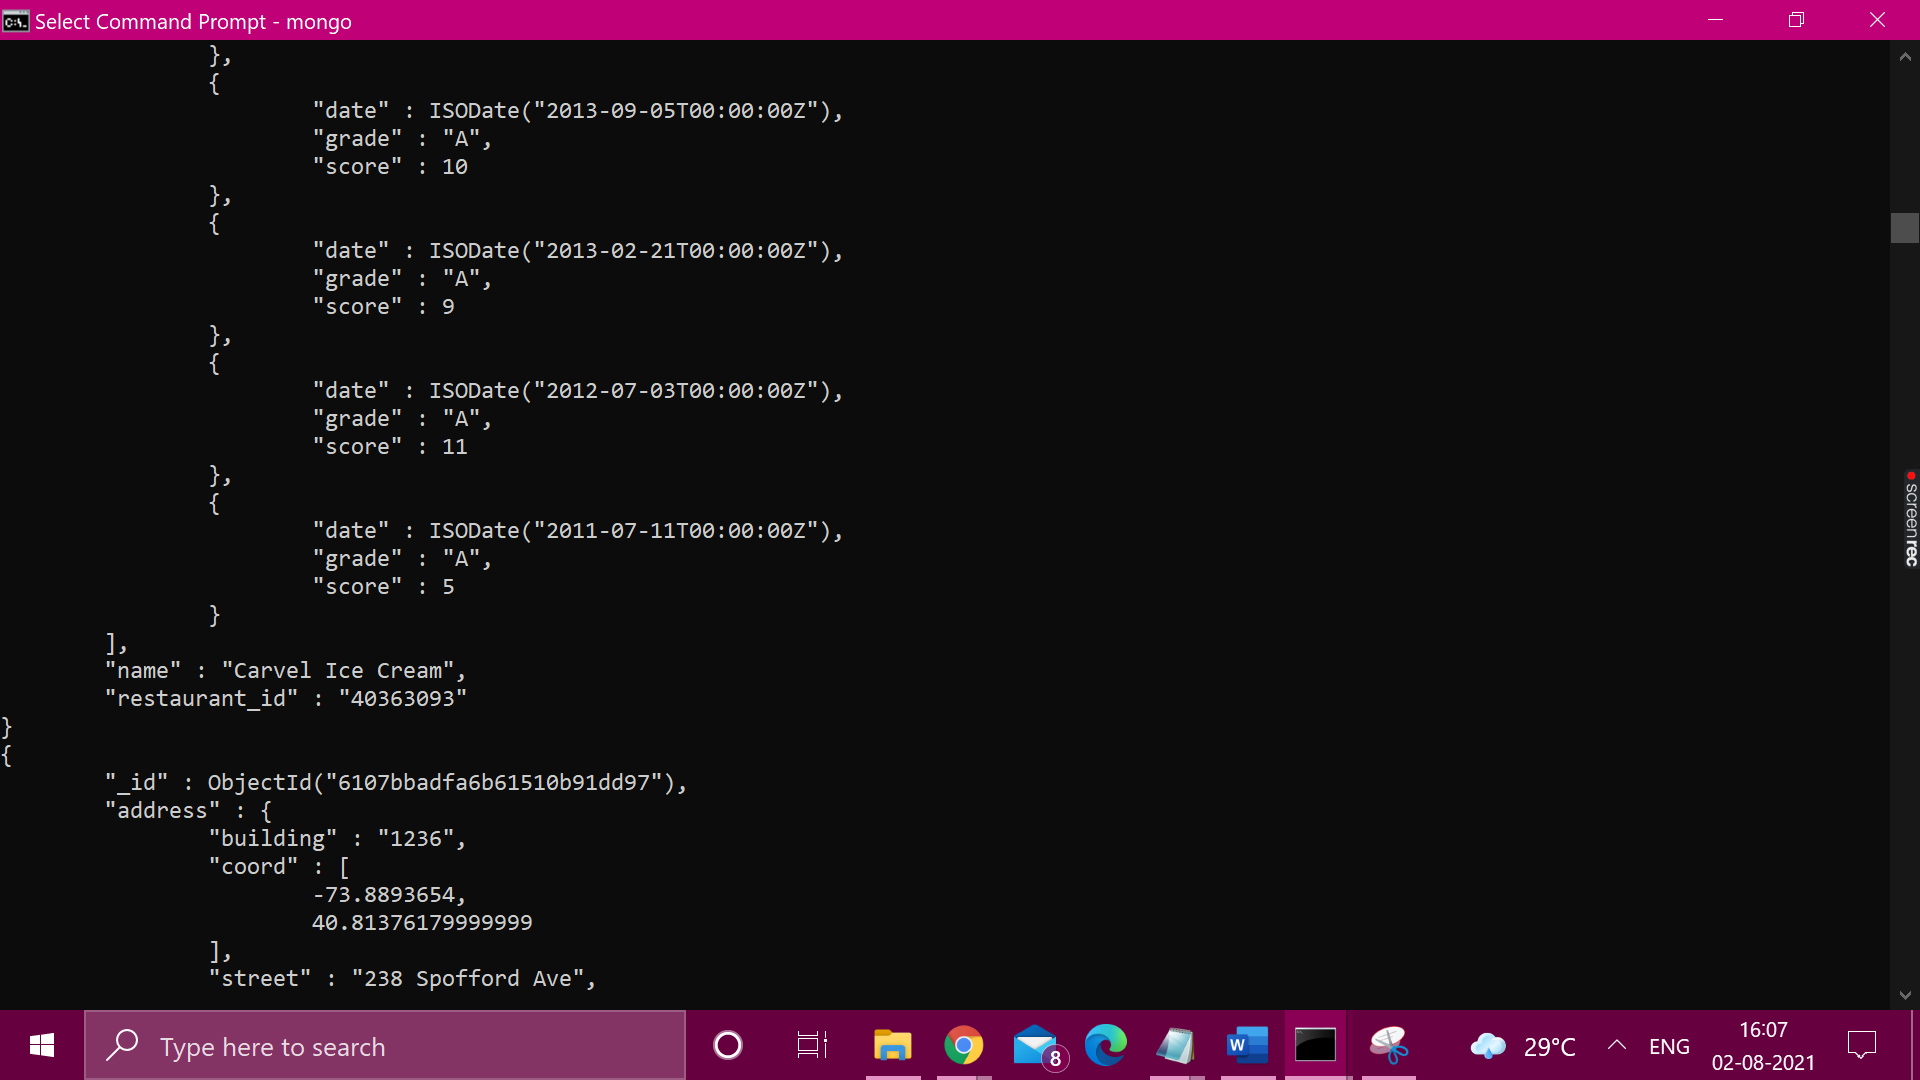 Select Command Prompt - mongo
},
{
"date" : ISODate("2013-09-05T00:00:00Z"),
"grade" : "A",
"score" : 10
},
{
"date" : ISODate("2013-02-21T00:00:00Z"),
"grade" : "A",
"score" : 9
},
{
"date" : ISODate("2012-07-03T00:00:00Z"),
"grade" : "A",
"score" : 11
},
{
"date" : ISODate("2011-07-11T00:00:00Z"),
"grade" : "A",
"score" : 5
}
],
"name" : "Carvel Ice Cream",
"restaurant_id" : "40363093"
}
{
"_id" : ObjectId("6107bbadfa6b61510b91dd97"),
"address" : {
"building" : "1236",
"coord" : [
-73.8893654,
40.81376179999999
],
"street" : "238 Spofford Ave",
screenrec
Type here to search
8
W
29°C
ENG
16:07
02-08-2021